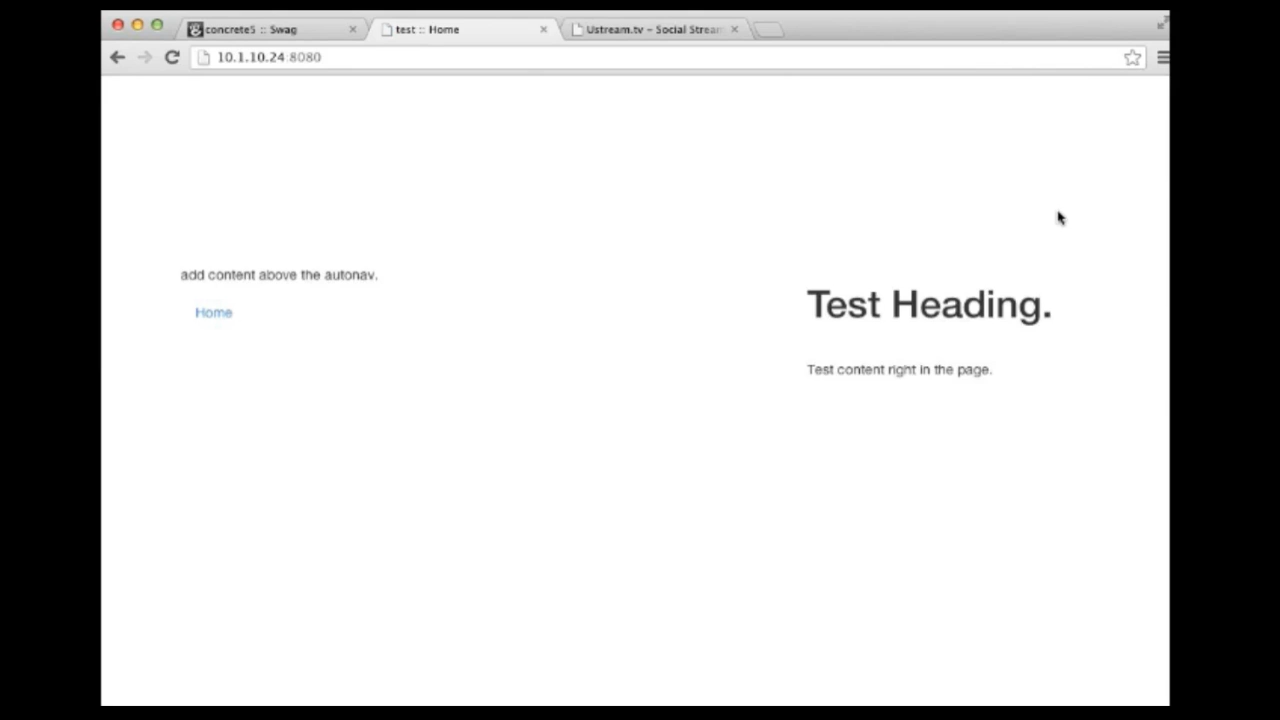 concrete5 :: Swag
test :: Home
Ustream.tv – Social Stream
10.1.10.24:8080
add content above the autonav.
Home
Test Heading.
Test content right in the page.